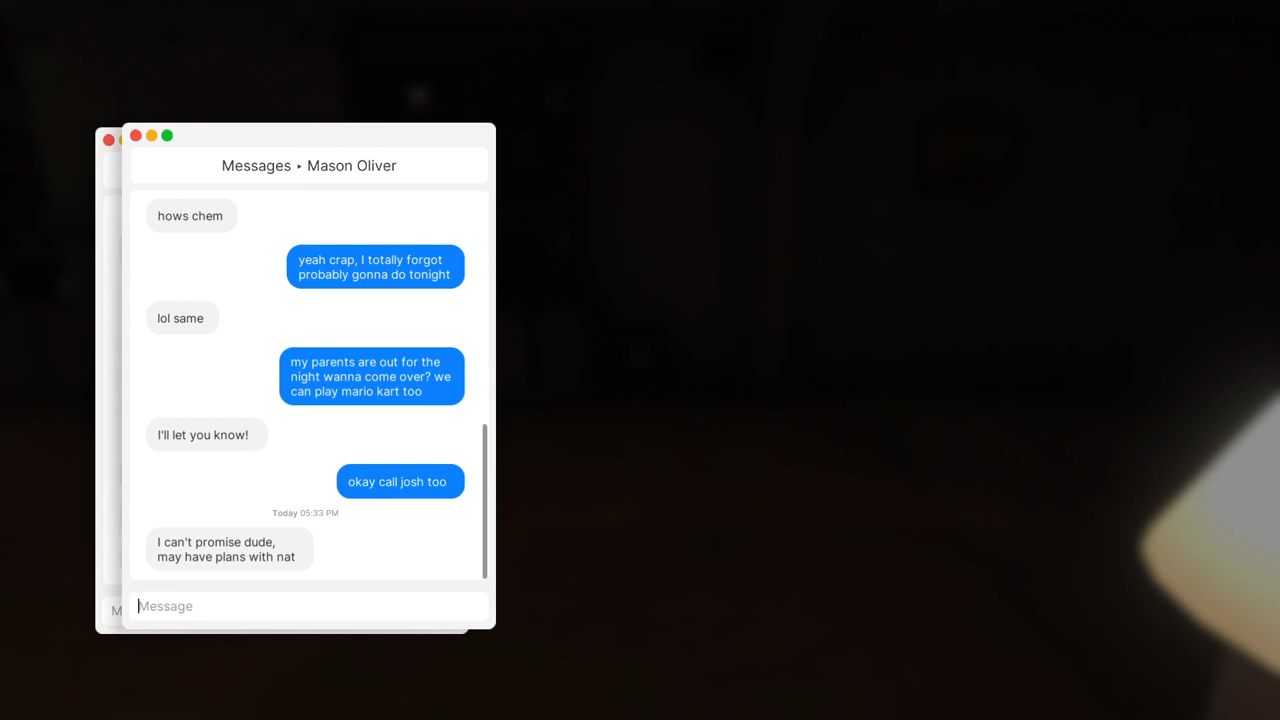 Messages ‣ Mason Oliver
hows chem
yeah crap, I totally forgot
probably gonna do tonight
lol same
my parents are out for the
night wanna come over? we
can play mario kart too
I'll let you know!
okay call josh too
Today 05:33 PM
I can't promise dude,
may have plans with nat
Message
M